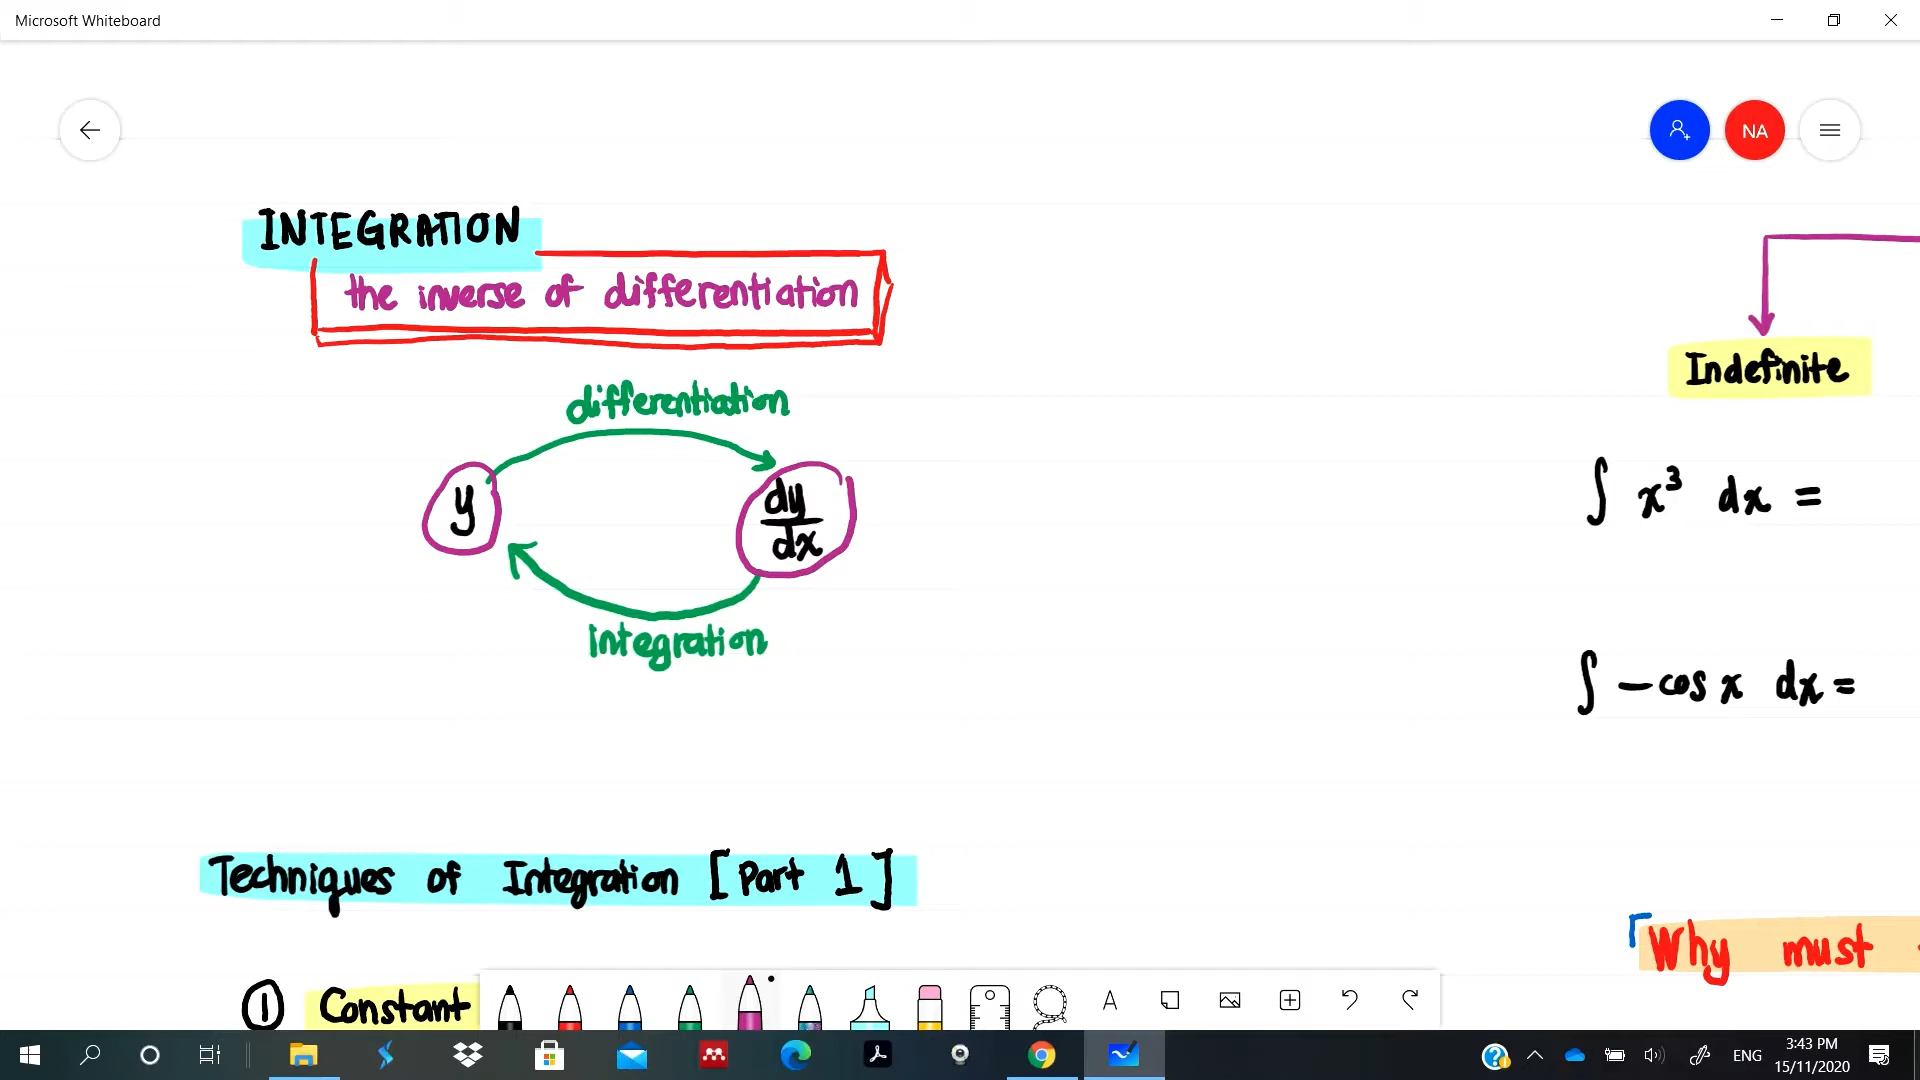 Microsoft Whiteboard
NA
INTEGRATION
the inverse of differentiation
differentiation
y
dy
dx
integration
Indefinite
∫ x³ dx =
∫ -cos x dx =
Techniques of Integration [Part 1]
Why must
① Constant
A
ENG
3:43 PM
15/11/2020